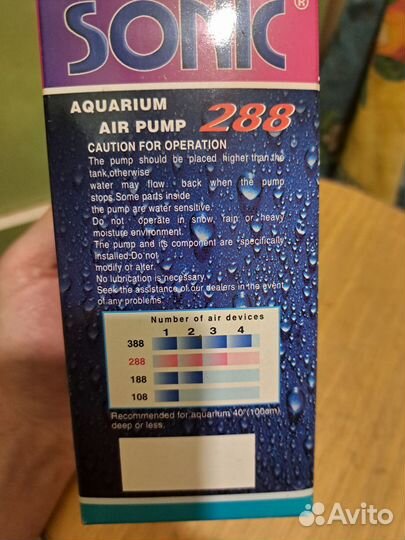 SONIC®
AQUARIUM
AIR PUMP 288
CAUTION FOR OPERATION
The pump should be placed higher than the
tank,otherwise
water may flow back when the pump
stops.Some parts inside
the pump are water sensitive.
Do not operate in snow, rain or heavy
moisture environment.
The pump and its component are specifically
installed.Do not
modify or alter.
No lubrication is necessary.
Seek the assistance of our dealers in the event
of any problems.
Number of air devices
1 2 3 4
388
288
188
108
Recommended for aquarium 40"(100cm)
deep or less.
Avito